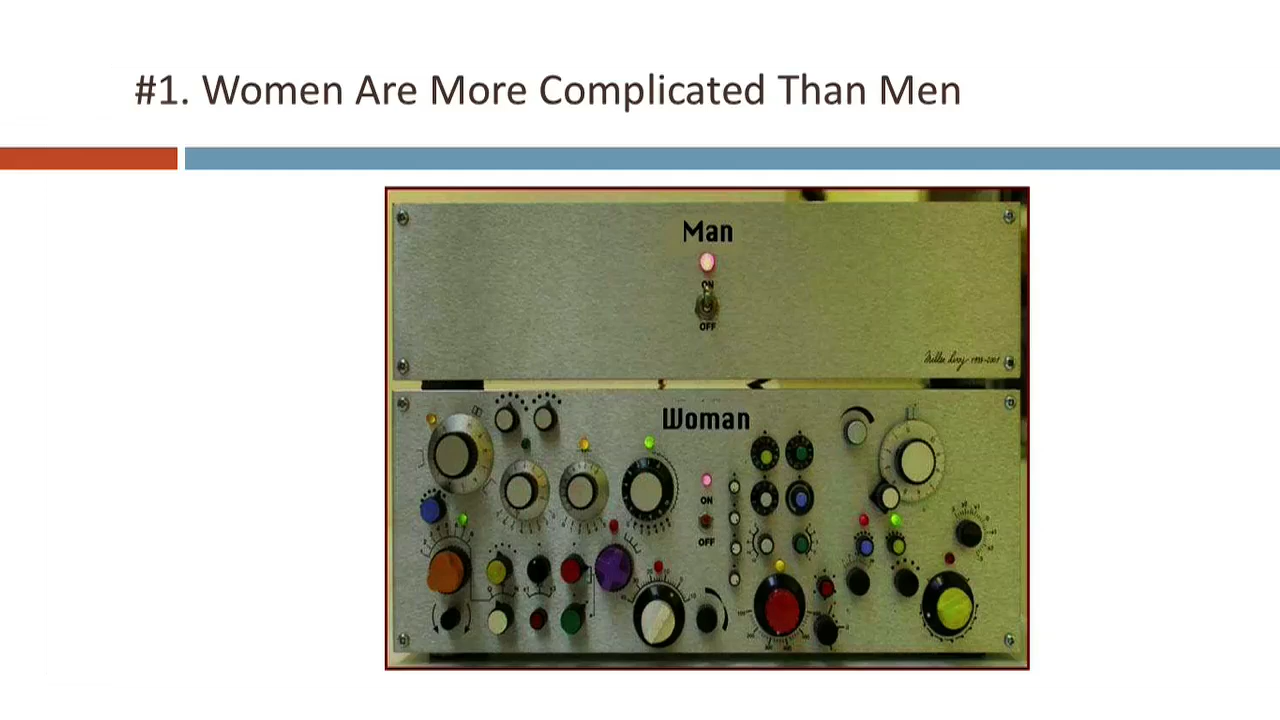 #1. Women Are More Complicated Than Men
Man
ON
OFF
Woman
ON
OFF